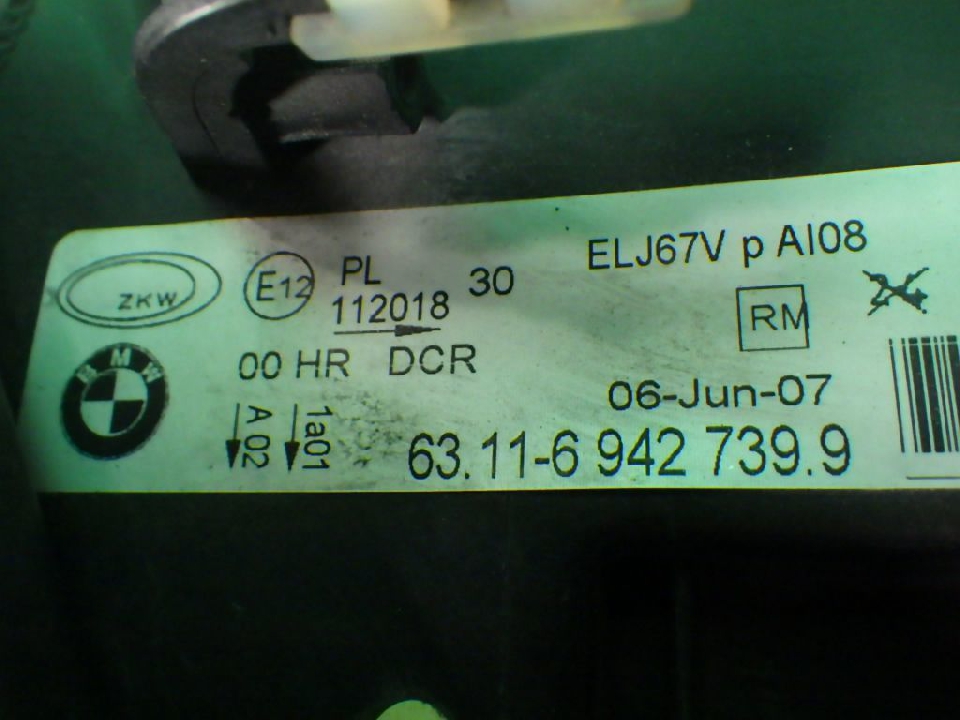 ZKW
E12
PL 30
112018
ELJ67V p AI08
RM
BMW
00 HR DCR
06-Jun-07
A 02
1a01
63.11-6 942 739.9